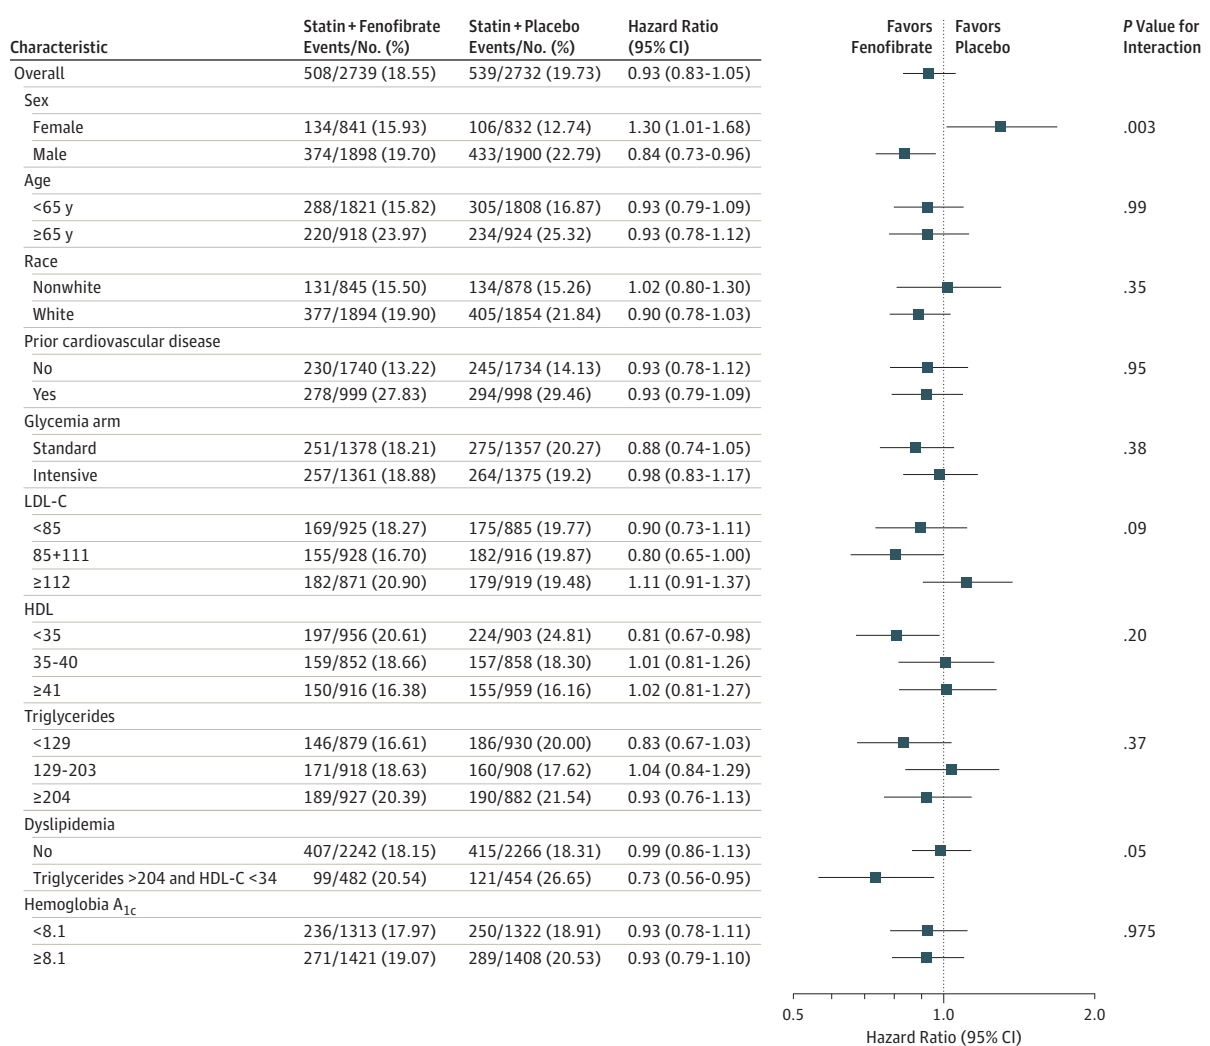 Characteristic Statin + Fenofibrate Events/No. (%) Statin + Placebo Events/No. (%) Hazard Ratio (95% CI) Favors Fenofibrate Favors Placebo P Value for Interaction
Overall 508/2739 (18.55) 539/2732 (19.73) 0.93 (0.83-1.05)
Sex
Female 134/841 (15.93) 106/832 (12.74) 1.30 (1.01-1.68) .003
Male 374/1898 (19.70) 433/1900 (22.79) 0.84 (0.73-0.96)
Age
<65 y 288/1821 (15.82) 305/1808 (16.87) 0.93 (0.79-1.09) .99
≥65 y 220/918 (23.97) 234/924 (25.32) 0.93 (0.78-1.12)
Race
Nonwhite 131/845 (15.50) 134/878 (15.26) 1.02 (0.80-1.30) .35
White 377/1894 (19.90) 405/1854 (21.84) 0.90 (0.78-1.03)
Prior cardiovascular disease
No 230/1740 (13.22) 245/1734 (14.13) 0.93 (0.78-1.12) .95
Yes 278/999 (27.83) 294/998 (29.46) 0.93 (0.79-1.09)
Glycemia arm
Standard 251/1378 (18.21) 275/1357 (20.27) 0.88 (0.74-1.05) .38
Intensive 257/1361 (18.88) 264/1375 (19.2) 0.98 (0.83-1.17)
LDL-C
<85 169/925 (18.27) 175/885 (19.77) 0.90 (0.73-1.11) .09
85+111 155/928 (16.70) 182/916 (19.87) 0.80 (0.65-1.00)
≥112 182/871 (20.90) 179/919 (19.48) 1.11 (0.91-1.37)
HDL
<35 197/956 (20.61) 224/903 (24.81) 0.81 (0.67-0.98) .20
35-40 159/852 (18.66) 157/858 (18.30) 1.01 (0.81-1.26)
≥41 150/916 (16.38) 155/959 (16.16) 1.02 (0.81-1.27)
Triglycerides
<129 146/879 (16.61) 186/930 (20.00) 0.83 (0.67-1.03) .37
129-203 171/918 (18.63) 160/908 (17.62) 1.04 (0.84-1.29)
≥204 189/927 (20.39) 190/882 (21.54) 0.93 (0.76-1.13)
Dyslipidemia
No 407/2242 (18.15) 415/2266 (18.31) 0.99 (0.86-1.13) .05
Triglycerides >204 and HDL-C <34 99/482 (20.54) 121/454 (26.65) 0.73 (0.56-0.95)
Hemoglobia A1c
<8.1 236/1313 (17.97) 250/1322 (18.91) 0.93 (0.78-1.11) .975
≥8.1 271/1421 (19.07) 289/1408 (20.53) 0.93 (0.79-1.10)
0.5 1.0 2.0
Hazard Ratio (95% CI)